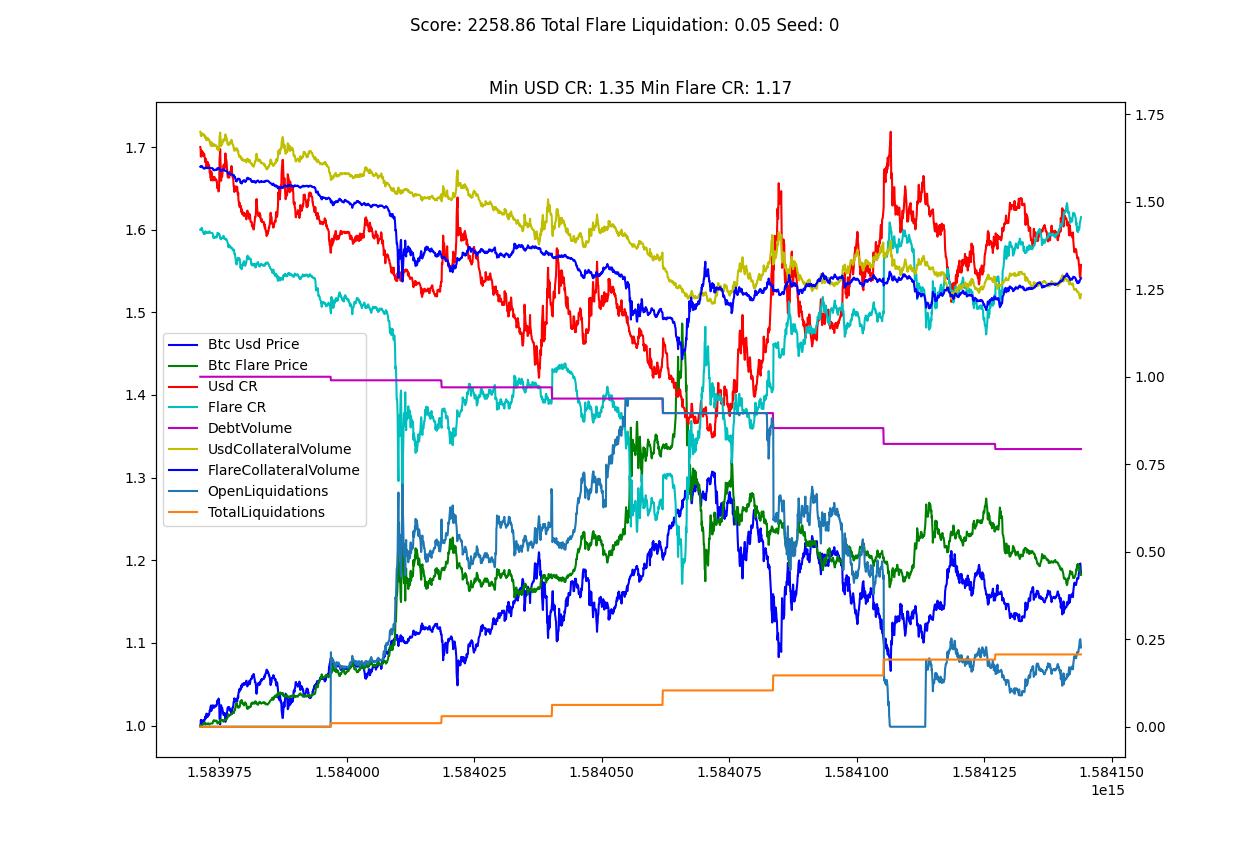 Score: 2258.86 Total Flare Liquidation: 0.05 Seed: 0
Min USD CR: 1.35 Min Flare CR: 1.17
1.7
1.6
1.5
1.4
1.3
1.2
1.1
1.0
Btc Usd Price
Btc Flare Price
Usd CR
Flare CR
DebtVolume
UsdCollateralVolume
FlareCollateralVolume
OpenLiquidations
TotalLiquidations
1.75
1.50
1.25
1.00
0.75
0.50
0.25
0.00
1.583975 1.584000 1.584025 1.584050 1.584075 1.584100 1.584125 1.584150
1e15